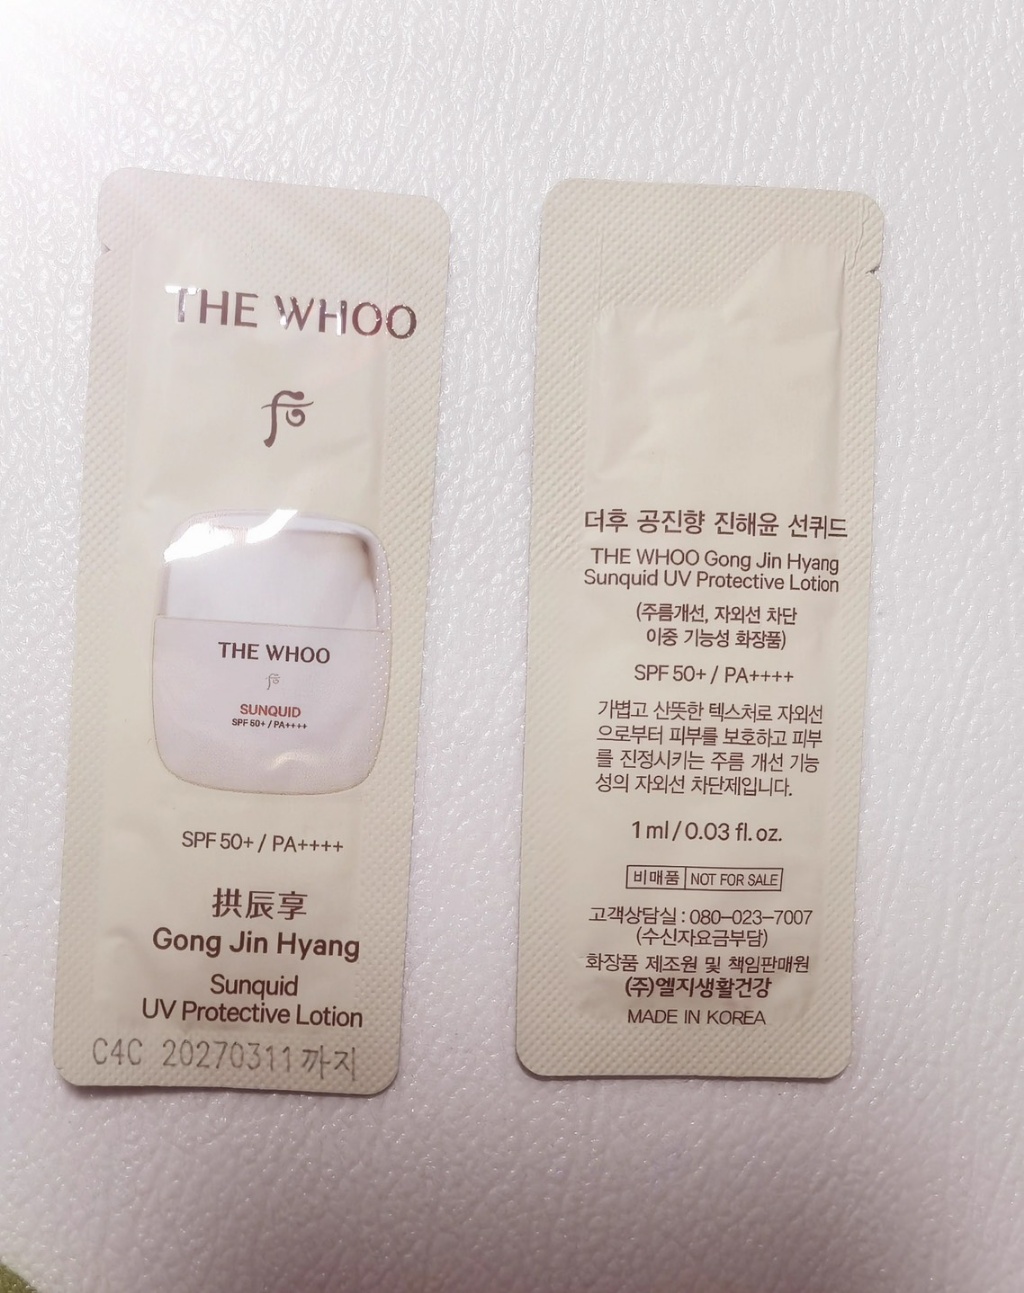 THE WHOO
THE WHOO
SUNQUID
SPF 50+ / PA++++
SPF 50+ / PA++++
拱辰享
Gong Jin Hyang
Sunquid
UV Protective Lotion
C4C 20270311까지
더후 공진향 진해윤 선퀴드
THE WHOO Gong Jin Hyang
Sunquid UV Protective Lotion
(주름개선, 자외선 차단
이중 기능성 화장품)
SPF 50+ / PA++++
가볍고 산뜻한 텍스처로 자외선
으로부터 피부를 보호하고 피부
를 진정시키는 주름 개선 기능
성의 자외선 차단제입니다.
1 ml / 0.03 fl. oz.
비매품 NOT FOR SALE
고객상담실 : 080-023-7007
(수신자요금부담)
화장품 제조원 및 책임판매원
(주)엘지생활건강
MADE IN KOREA